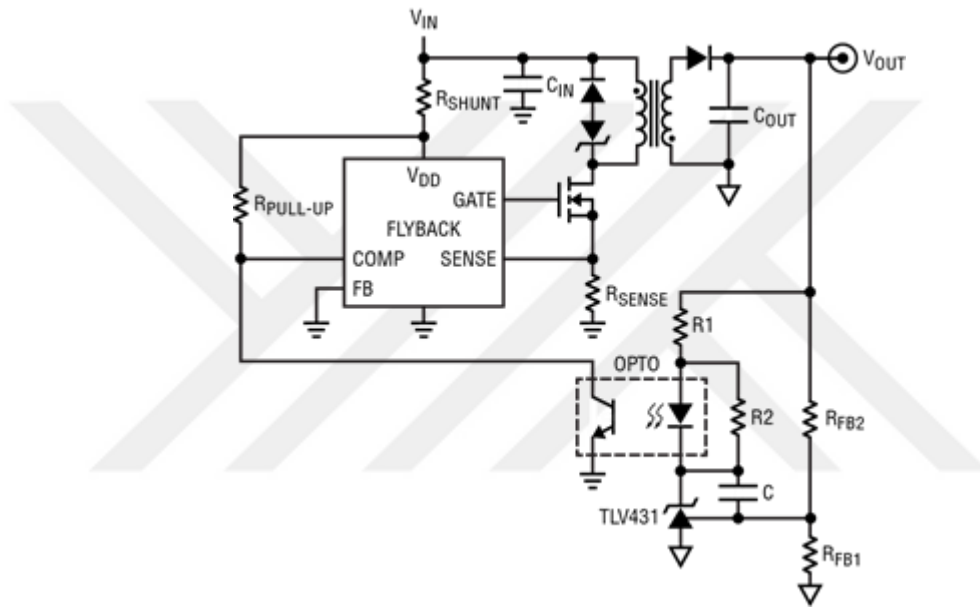 VIN
VOUT
CIN
RSHUNT
COUT
VDD
RPULL-UP
GATE
FLYBACK
COMP
SENSE
FB
RSENSE
R1
OPTO
R2
RFB2
C
TLV431
RFB1